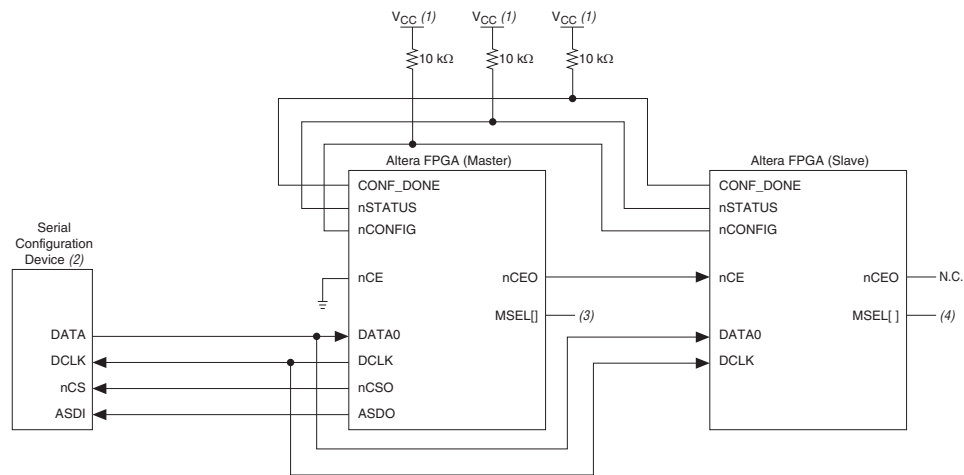 VCC (1) VCC (1) VCC (1)
10 kΩ 10 kΩ 10 kΩ
Altera FPGA (Master)
CONF_DONE
nSTATUS
nCONFIG
nCE nCEO
MSEL[] (3)
DATA0
DCLK
nCSO
ASDO
Altera FPGA (Slave)
CONF_DONE
nSTATUS
nCONFIG
nCE nCEO N.C.
MSEL[ ] (4)
DATA0
DCLK
Serial
Configuration
Device (2)
DATA
DCLK
nCS
ASDI